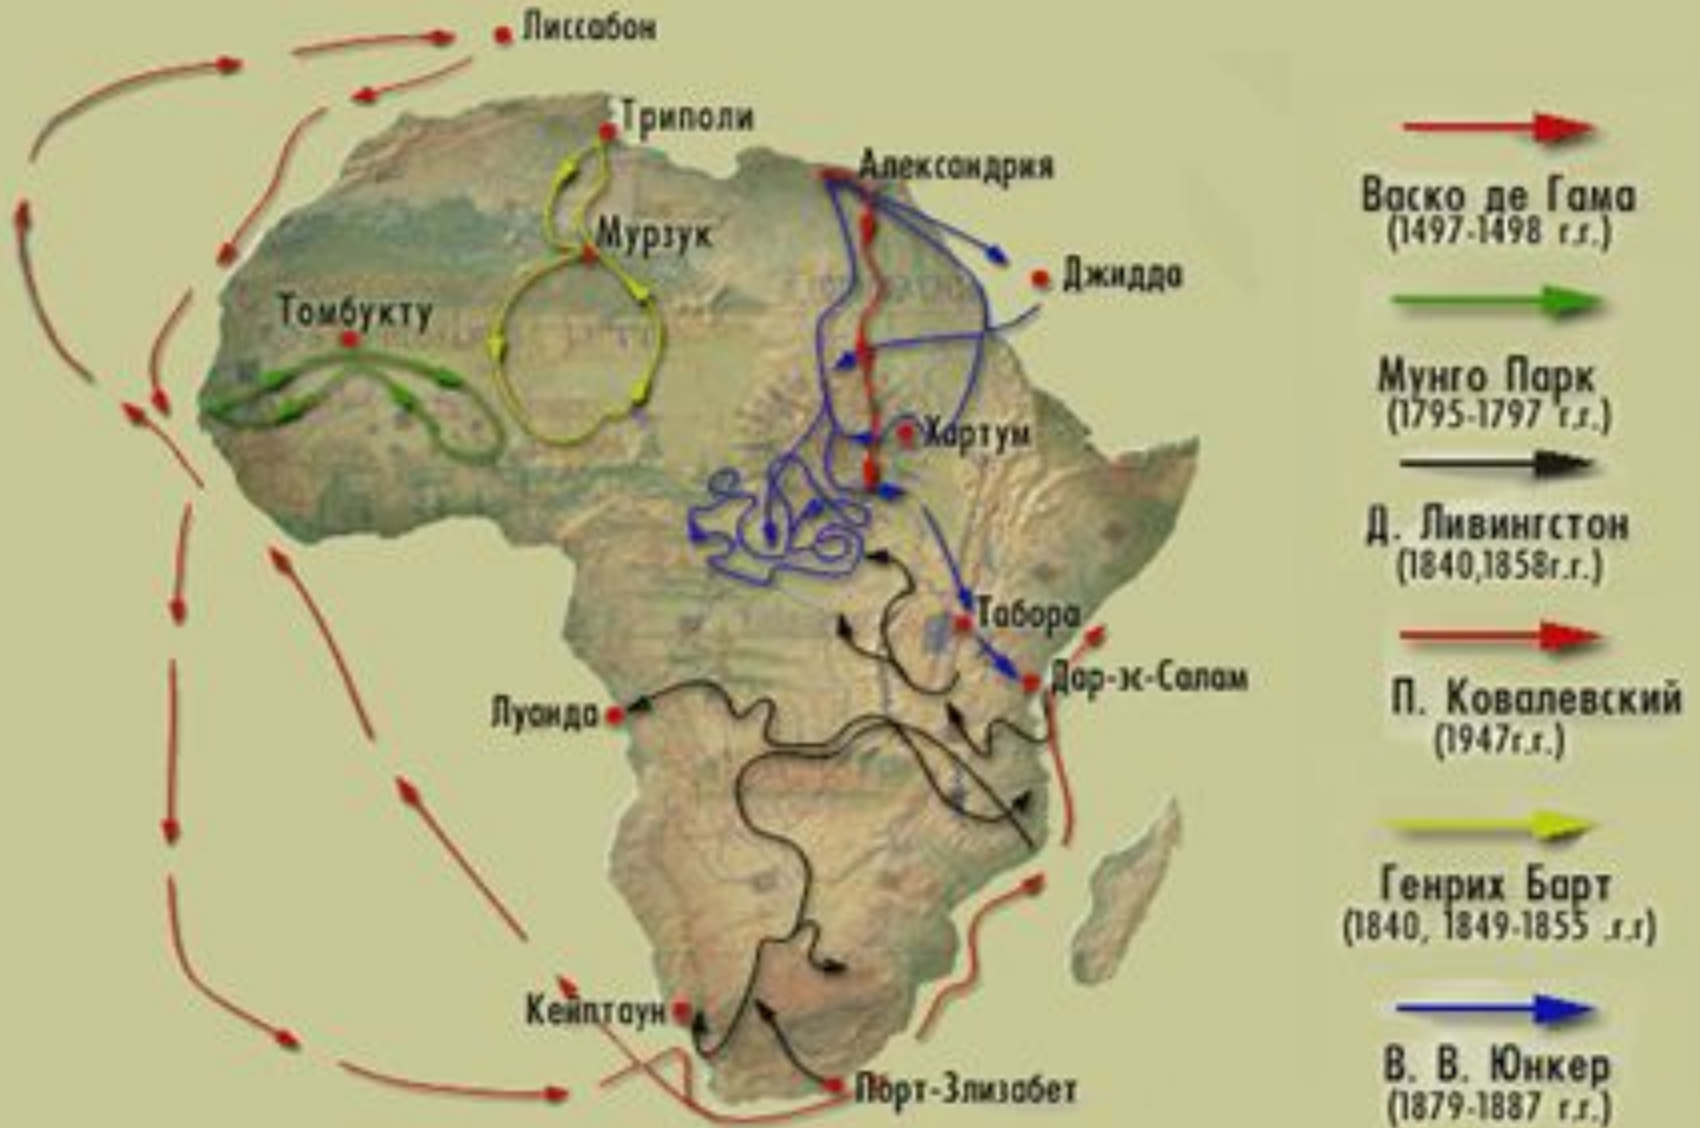 Лиссабон
Триполи
Александрия
Мурзук
Джидда
Томбукту
Хартум
Табора
Дар-эс-Салам
Луанда
Кейптаун
Порт-Элизабет
Васко де Гама
(1497-1498 г.г.)
Мунго Парк
(1795-1797 г.г.)
Д. Ливингстон
(1840,1858г.г.)
П. Ковалевский
(1947г.г.)
Генрих Барт
(1840, 1849-1855 .г.г)
В. В. Юнкер
(1879-1887 г.г.)